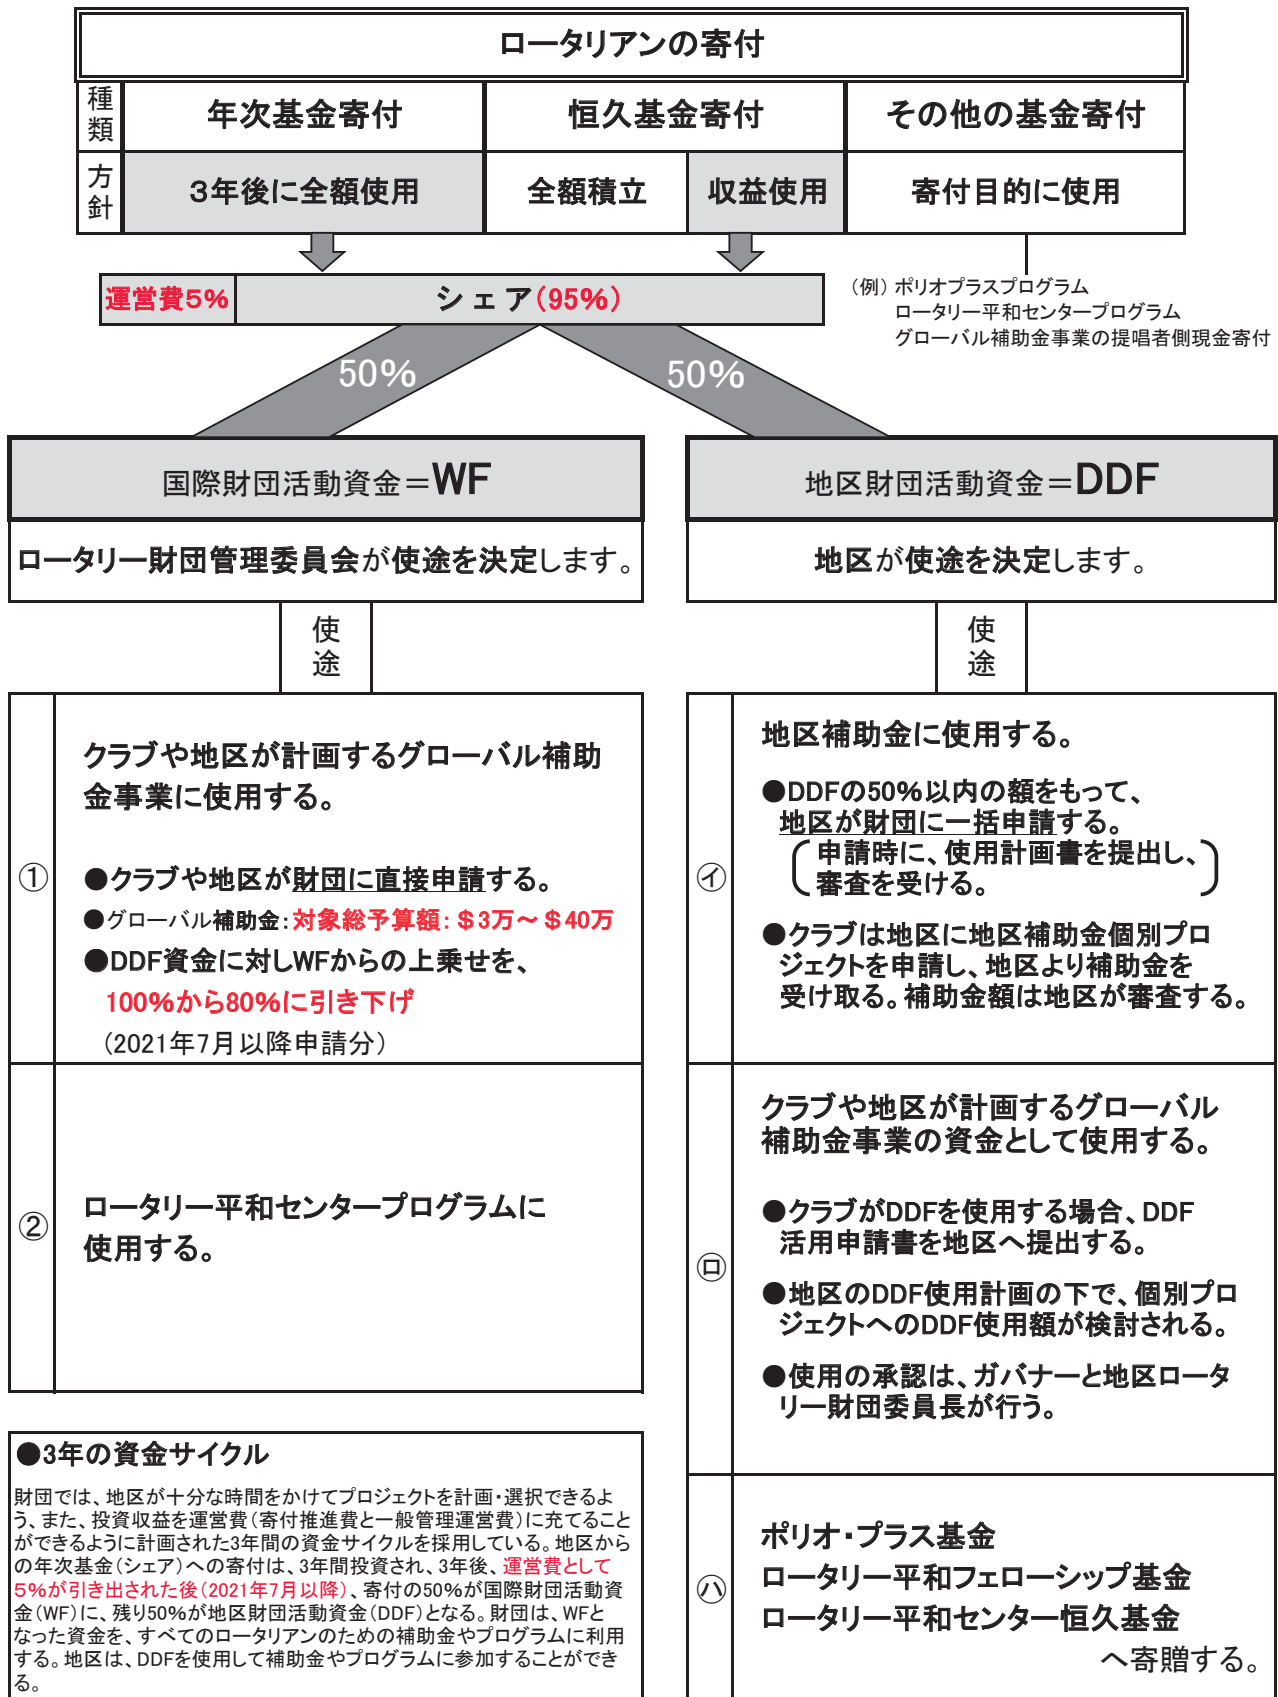 ロータリアンの寄付
種類
年次基金寄付
恒久基金寄付
その他の基金寄付
方針
3年後に全額使用
全額積立
収益使用
寄付目的に使用
運営費5%
シェア(95%)
(例)ポリオプラスプログラム
ロータリー平和センタープログラム
グローバル補助金事業の提唱者側現金寄付
50%
50%
国際財団活動資金＝WF
ロータリー財団管理委員会が使途を決定します。
使途
①
クラブや地区が計画するグローバル補助
金事業に使用する。
●クラブや地区が財団に直接申請する。
●グローバル補助金：対象総予算額：＄3万～＄40万
●DDF資金に対しWFからの上乗せを、
100%から80%に引き下げ
(2021年7月以降申請分)
②
ロータリー平和センタープログラムに
使用する。
●3年の資金サイクル
財団では、地区が十分な時間をかけてプロジェクトを計画・選択できるよ
う、また、投資収益を運営費(寄付推進費と一般管理運営費)に充てること
ができるように計画された3年間の資金サイクルを採用している。地区から
の年次基金(シェア)への寄付は、3年間投資され、3年後、運営費として
5%が引き出された後(2021年7月以降)、寄付の50%が国際財団活動資
金(WF)に、残り50%が地区財団活動資金(DDF)となる。財団は、WFと
なった資金を、すべてのロータリアンのための補助金やプログラムに利用
する。地区は、DDFを使用して補助金やプログラムに参加することができ
る。
地区財団活動資金＝DDF
地区が使途を決定します。
使途
㋑
地区補助金に使用する。
●DDFの50%以内の額をもって、
地区が財団に一括申請する。
(申請時に、使用計画書を提出し、
審査を受ける。)
●クラブは地区に地区補助金個別プロ
ジェクトを申請し、地区より補助金を
受け取る。補助金額は地区が審査する。
㋺
クラブや地区が計画するグローバル
補助金事業の資金として使用する。
●クラブがDDFを使用する場合、DDF
活用申請書を地区へ提出する。
●地区のDDF使用計画の下で、個別プロ
ジェクトへのDDF使用額が検討される。
●使用の承認は、ガバナーと地区ロータ
リー財団委員長が行う。
㋩
ポリオ・プラス基金
ロータリー平和フェローシップ基金
ロータリー平和センター恒久基金
へ寄贈する。